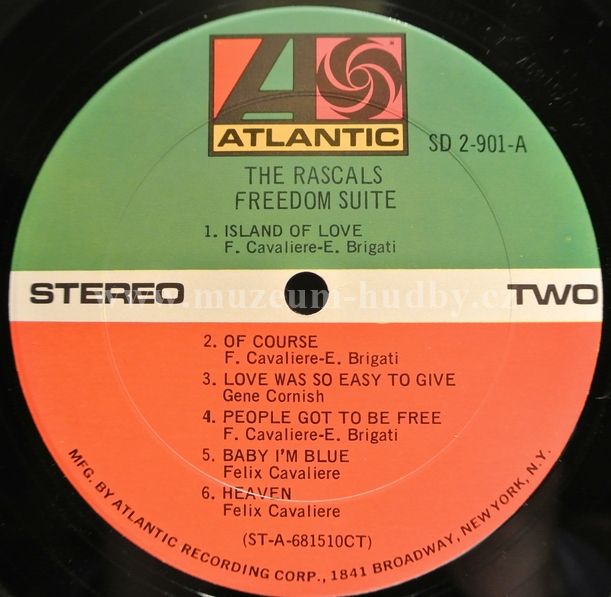 ATLANTIC
SD 2-901-A
THE RASCALS
FREEDOM SUITE
1. ISLAND OF LOVE
F. Cavaliere-E. Brigati
STEREO
TWO
www.muzeum-hudby.cz
2. OF COURSE
F. Cavaliere-E. Brigati
3. LOVE WAS SO EASY TO GIVE
Gene Cornish
4. PEOPLE GOT TO BE FREE
F. Cavaliere-E. Brigati
5. BABY I'M BLUE
Felix Cavaliere
6. HEAVEN
Felix Cavaliere
(ST-A-681510CT)
MFG. BY ATLANTIC RECORDING CORP., 1841 BROADWAY, NEW YORK, N.Y.